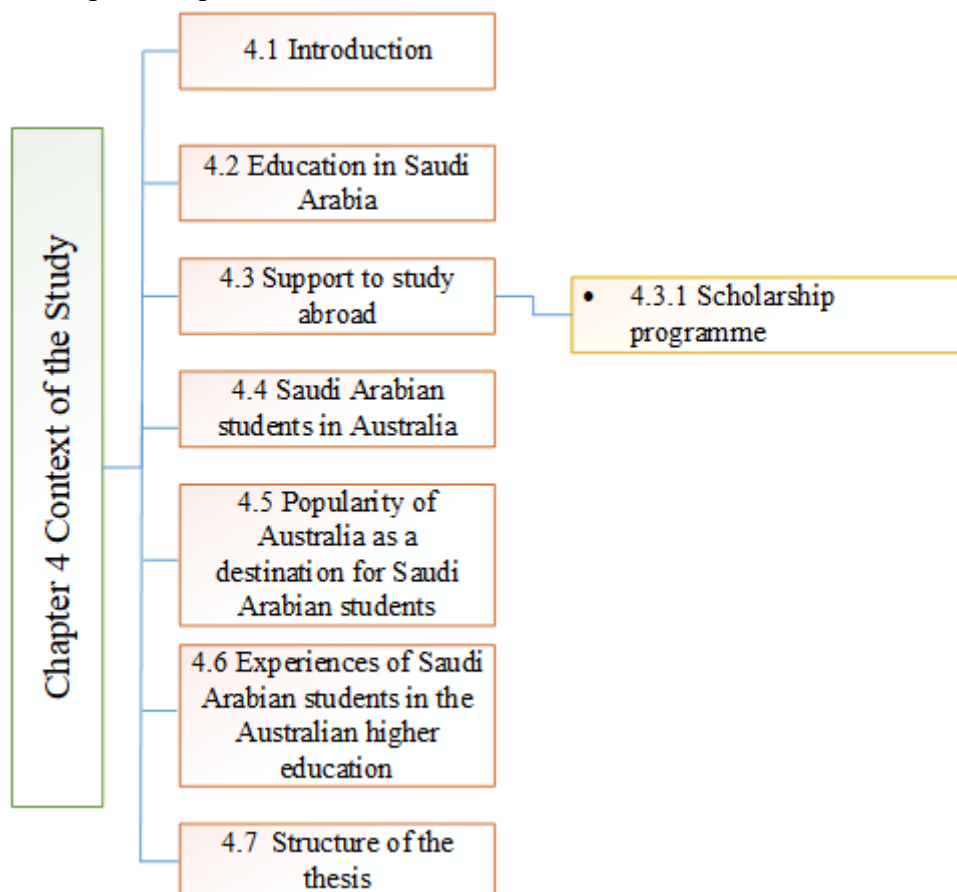 Chapter 4 Context of the Study
4.1 Introduction
4.2 Education in Saudi
Arabia
4.3 Support to study
abroad
• 4.3.1 Scholarship
programme
4.4 Saudi Arabian
students in Australia
4.5 Popularity of
Australia as a
destination for Saudi
Arabian students
4.6 Experiences of Saudi
Arabian students in the
Australian higher
education
4.7 Structure of the
thesis